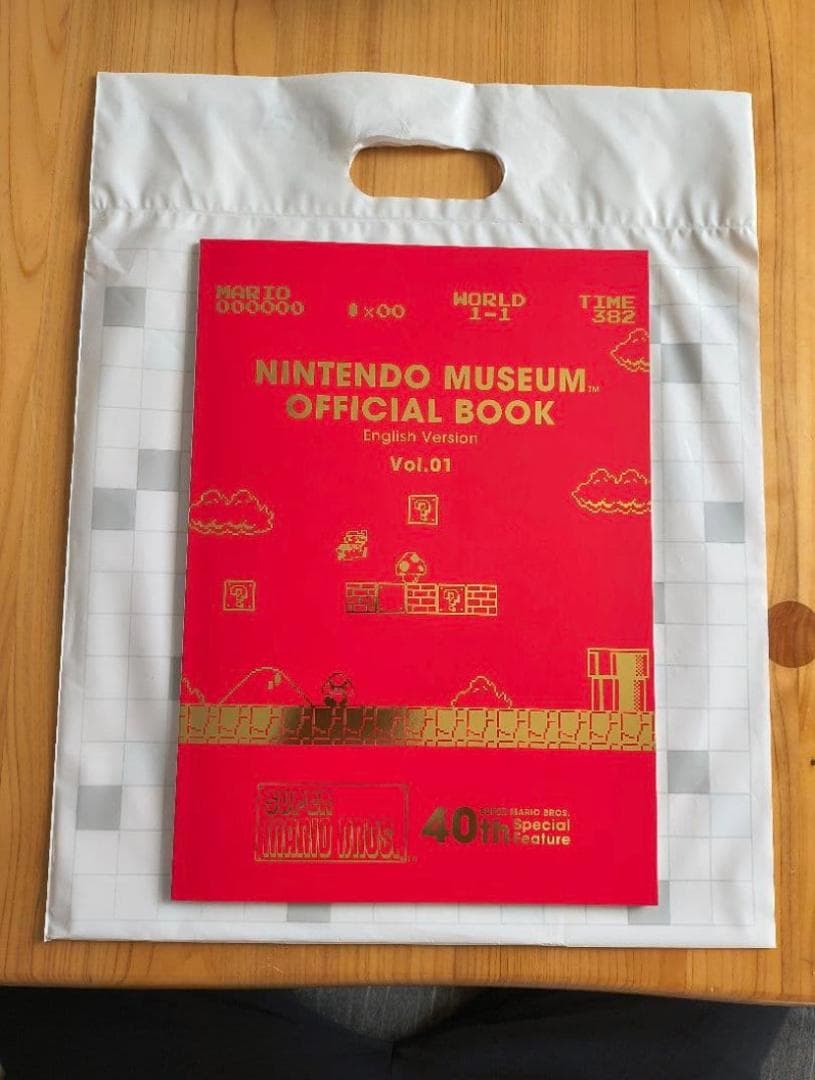 MARIO
000000
×00
WORLD
1-1
TIME
382
NINTENDO MUSEUM™
OFFICIAL BOOK
English Version
Vol.01
?
?
?
SUPER
MARIO BROS.™
40th
SUPER MARIO BROS.
Special
Feature